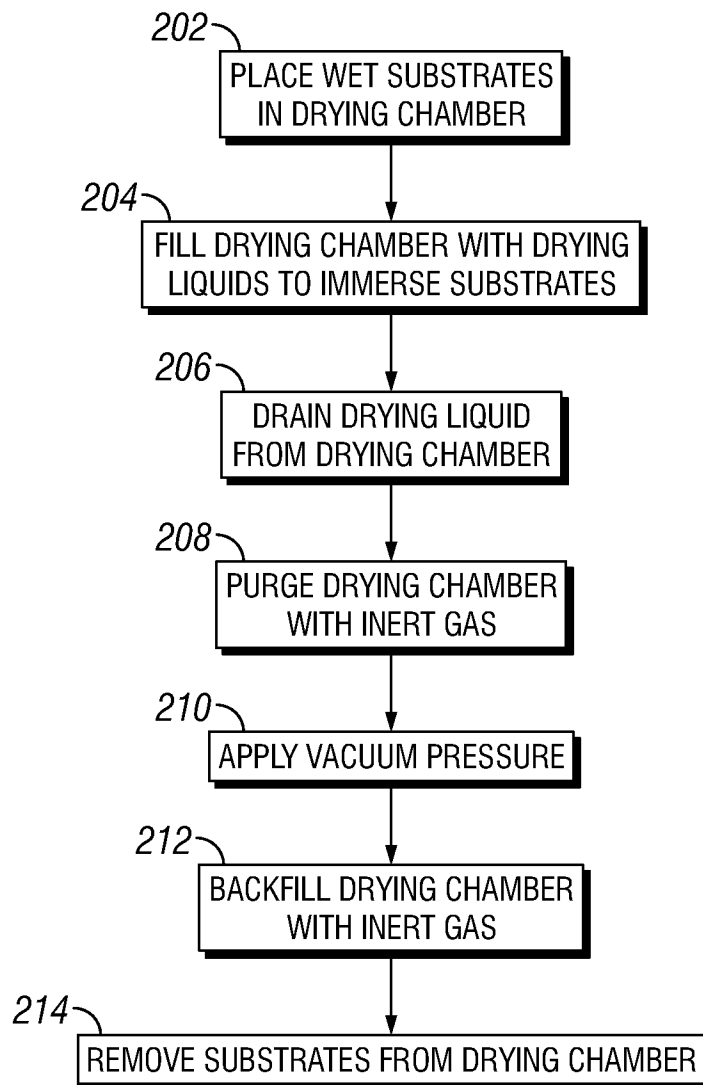 202
PLACE WET SUBSTRATES
IN DRYING CHAMBER
204
FILL DRYING CHAMBER WITH DRYING
LIQUIDS TO IMMERSE SUBSTRATES
206
DRAIN DRYING LIQUID
FROM DRYING CHAMBER
208
PURGE DRYING CHAMBER
WITH INERT GAS
210
APPLY VACUUM PRESSURE
212
BACKFILL DRYING CHAMBER
WITH INERT GAS
214
REMOVE SUBSTRATES FROM DRYING CHAMBER